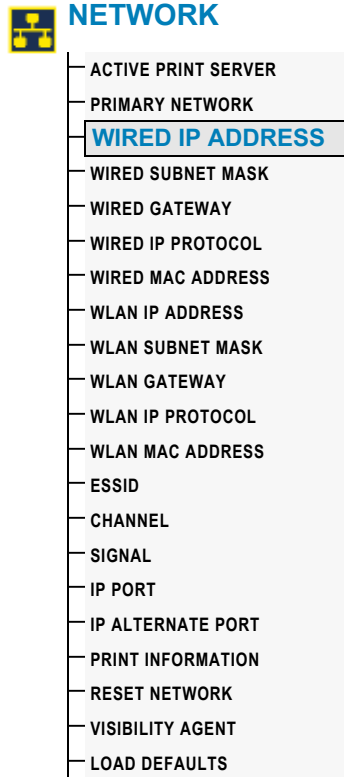 NETWORK
ACTIVE PRINT SERVER
PRIMARY NETWORK
WIRED IP ADDRESS
WIRED SUBNET MASK
WIRED GATEWAY
WIRED IP PROTOCOL
WIRED MAC ADDRESS
WLAN IP ADDRESS
WLAN SUBNET MASK
WLAN GATEWAY
WLAN IP PROTOCOL
WLAN MAC ADDRESS
ESSID
CHANNEL
SIGNAL
IP PORT
IP ALTERNATE PORT
PRINT INFORMATION
RESET NETWORK
VISIBILITY AGENT
LOAD DEFAULTS